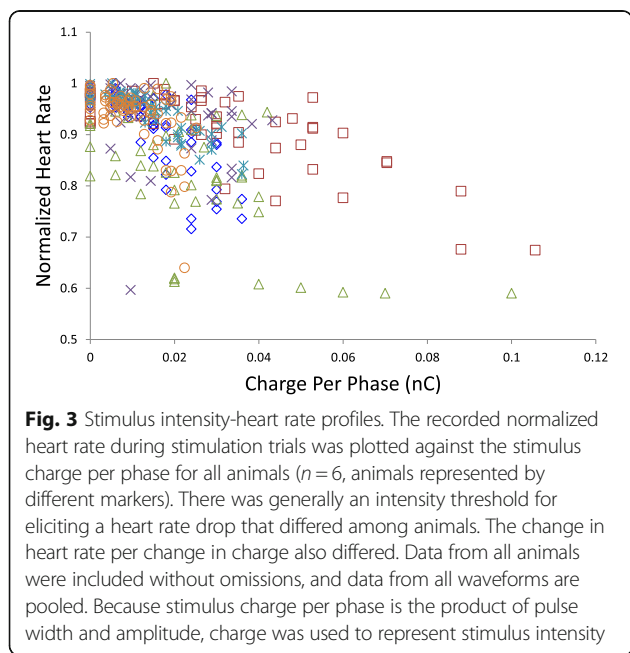 1.1
1
0.9
0.8
0.7
0.6
0.5
Normalized Heart Rate
0 0.02 0.04 0.06 0.08 0.1 0.12
Charge Per Phase (nC)
Fig. 3 Stimulus intensity-heart rate profiles. The recorded normalized
heart rate during stimulation trials was plotted against the stimulus
charge per phase for all animals (n = 6, animals represented by
different markers). There was generally an intensity threshold for
eliciting a heart rate drop that differed among animals. The change in
heart rate per change in charge also differed. Data from all animals
were included without omissions, and data from all waveforms are
pooled. Because stimulus charge per phase is the product of pulse
width and amplitude, charge was used to represent stimulus intensity